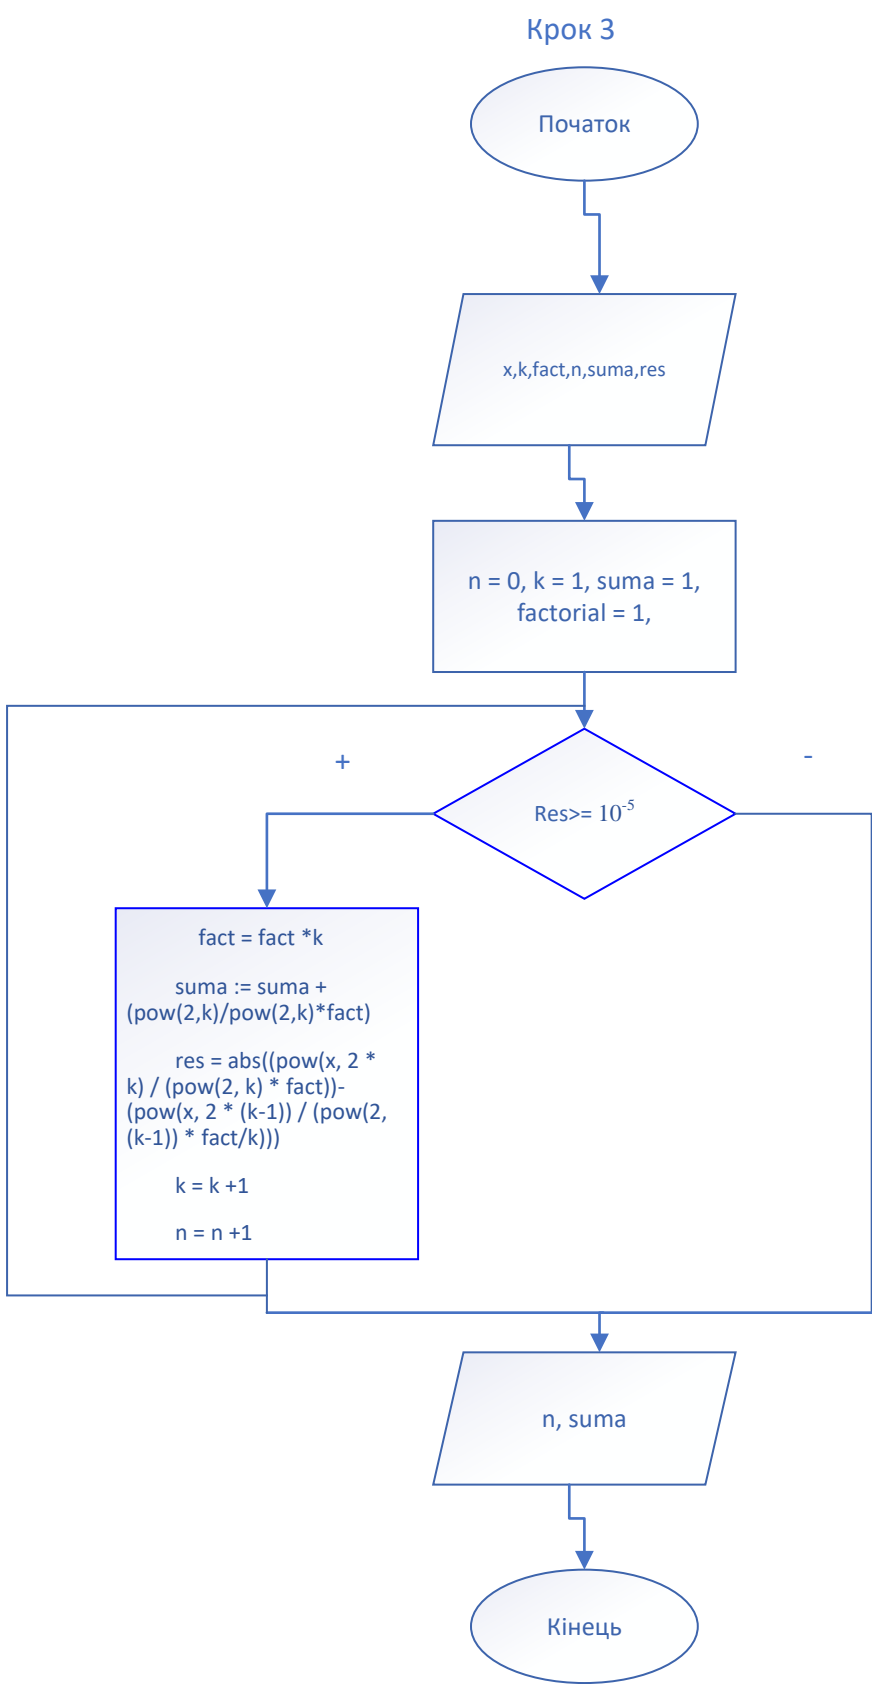 Крок 3
Початок
x,k,fact,n,suma,res
n = 0, k = 1, suma = 1,
factorial = 1,
+
-
Res>= 10⁻⁵
fact = fact *k
suma := suma +
(pow(2,k)/pow(2,k)*fact)
res = abs((pow(x, 2 *
k) / (pow(2, k) * fact))-
(pow(x, 2 * (k-1)) / (pow(2,
(k-1)) * fact/k)))
k = k +1
n = n +1
n, suma
Кінець